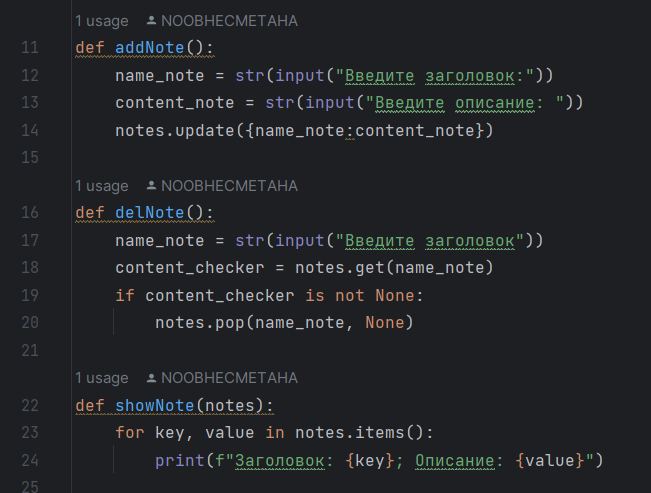 1 usage NOOBHECMETAHA
11 def addNote():
12 name_note = str(input("Введите заголовок:"))
13 content_note = str(input("Введите описание: "))
14 notes.update({name_note:content_note})
15
1 usage NOOBHECMETAHA
16 def delNote():
17 name_note = str(input("Введите заголовок"))
18 content_checker = notes.get(name_note)
19 if content_checker is not None:
20 notes.pop(name_note, None)
21
1 usage NOOBHECMETAHA
22 def showNote(notes):
23 for key, value in notes.items():
24 print(f"Заголовок: {key}; Описание: {value}")
25